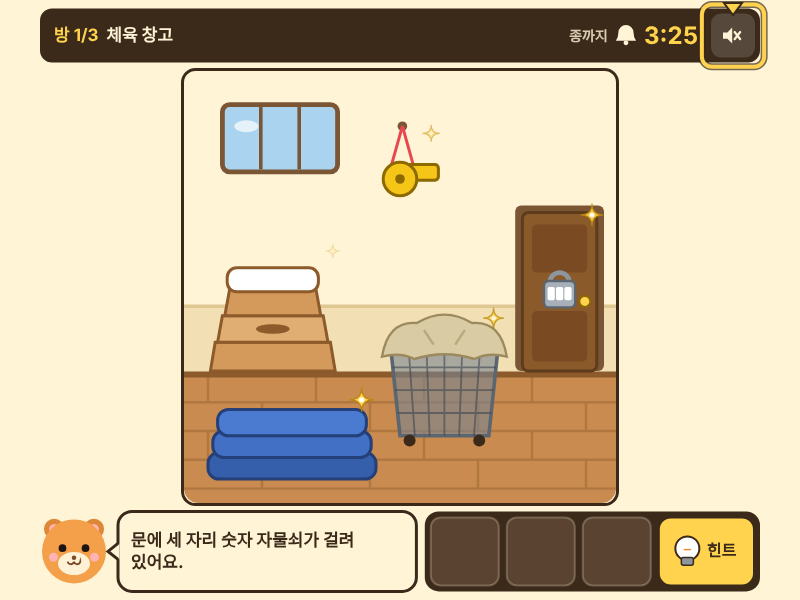 방 1/3 체육 창고
종까지 3:25
문에 세 자리 숫자 자물쇠가 걸려
있어요.
힌트